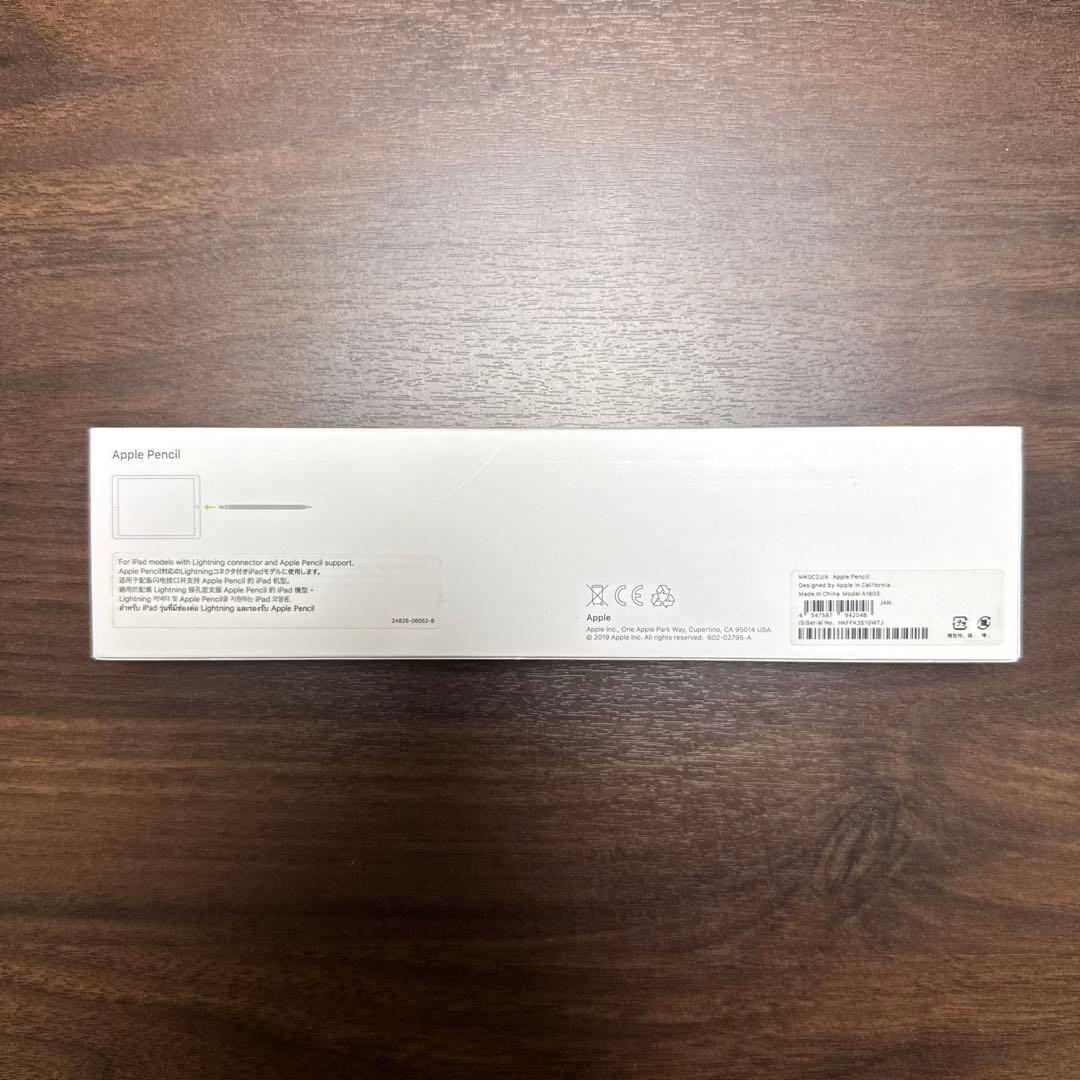 Apple Pencil
For iPad models with Lightning connector and Apple Pencil support.
Apple Pencil対応のLightningコネクタ付きiPadモデルに使用します。
适用于配备闪电接口并支持 Apple Pencil 的 iPad 机型。
適用於配備 Lightning 接孔並支援 Apple Pencil 的 iPad 機型。
Lightning 커넥터 및 Apple Pencil을 지원하는 iPad 모델용.
สำหรับ iPad รุ่นที่มีช่องต่อ Lightning และรองรับ Apple Pencil
2A826-06052-B
Apple
Apple Inc., One Apple Park Way, Cupertino, CA 95014 USA
© 2019 Apple Inc. All rights reserved. 602-02795-A
MK0C2J/A Apple Pencil
Designed by Apple in California
Made in China Model A1603
JAN.
4 547597 942048
(S)Serial No. HKFFK3S1GWTJ